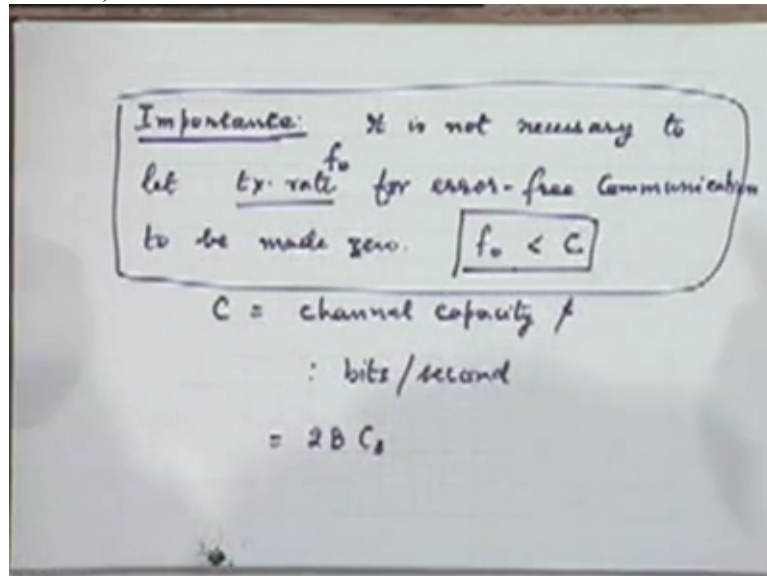 Importance: It is not necessary to
let tx. rate f₀ for error-free Communication
to be made zero. f₀ < C.
C = channel capacity
: bits/second
= 2B Cₛ